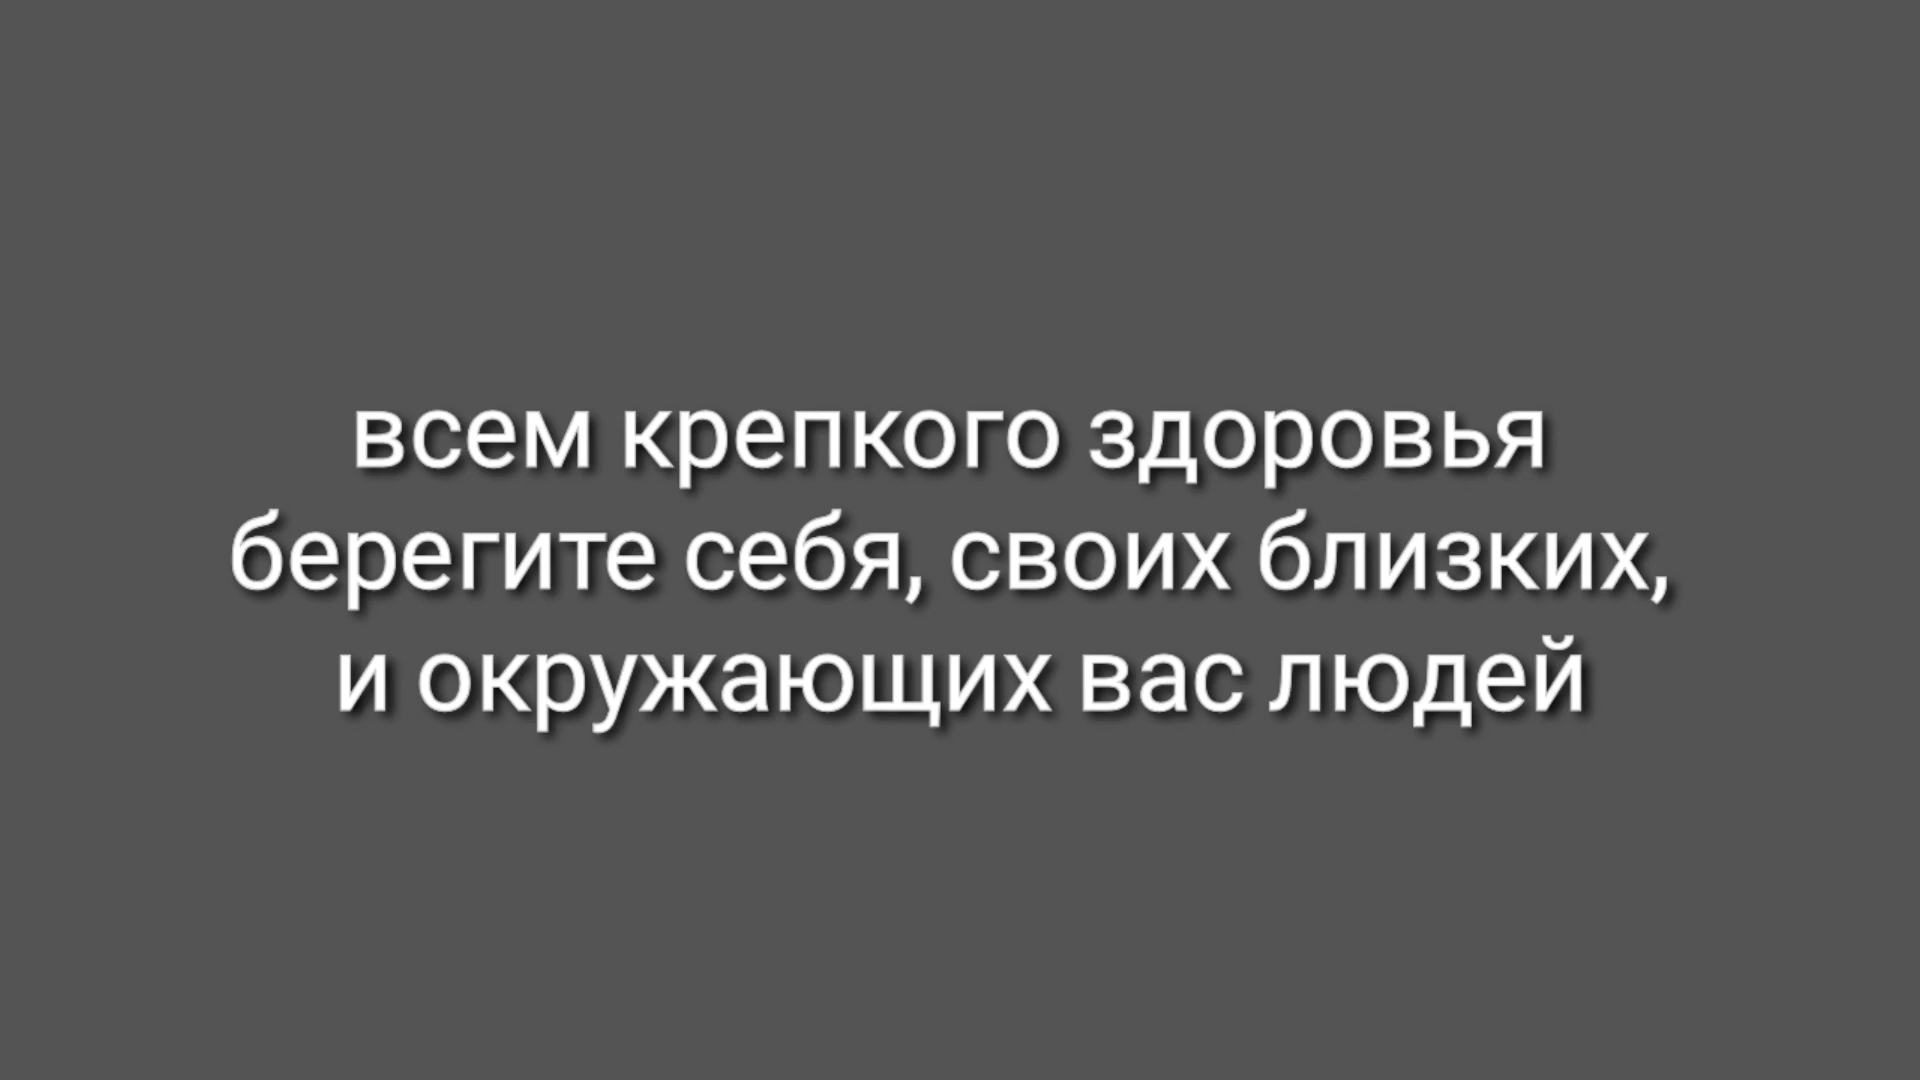 всем крепкого здоровья
берегите себя, своих близких,
и окружающих вас людей